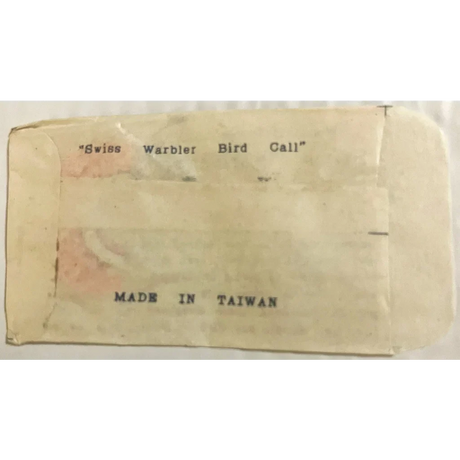 "Swiss Warbler Bird Call"
MADE IN TAIWAN